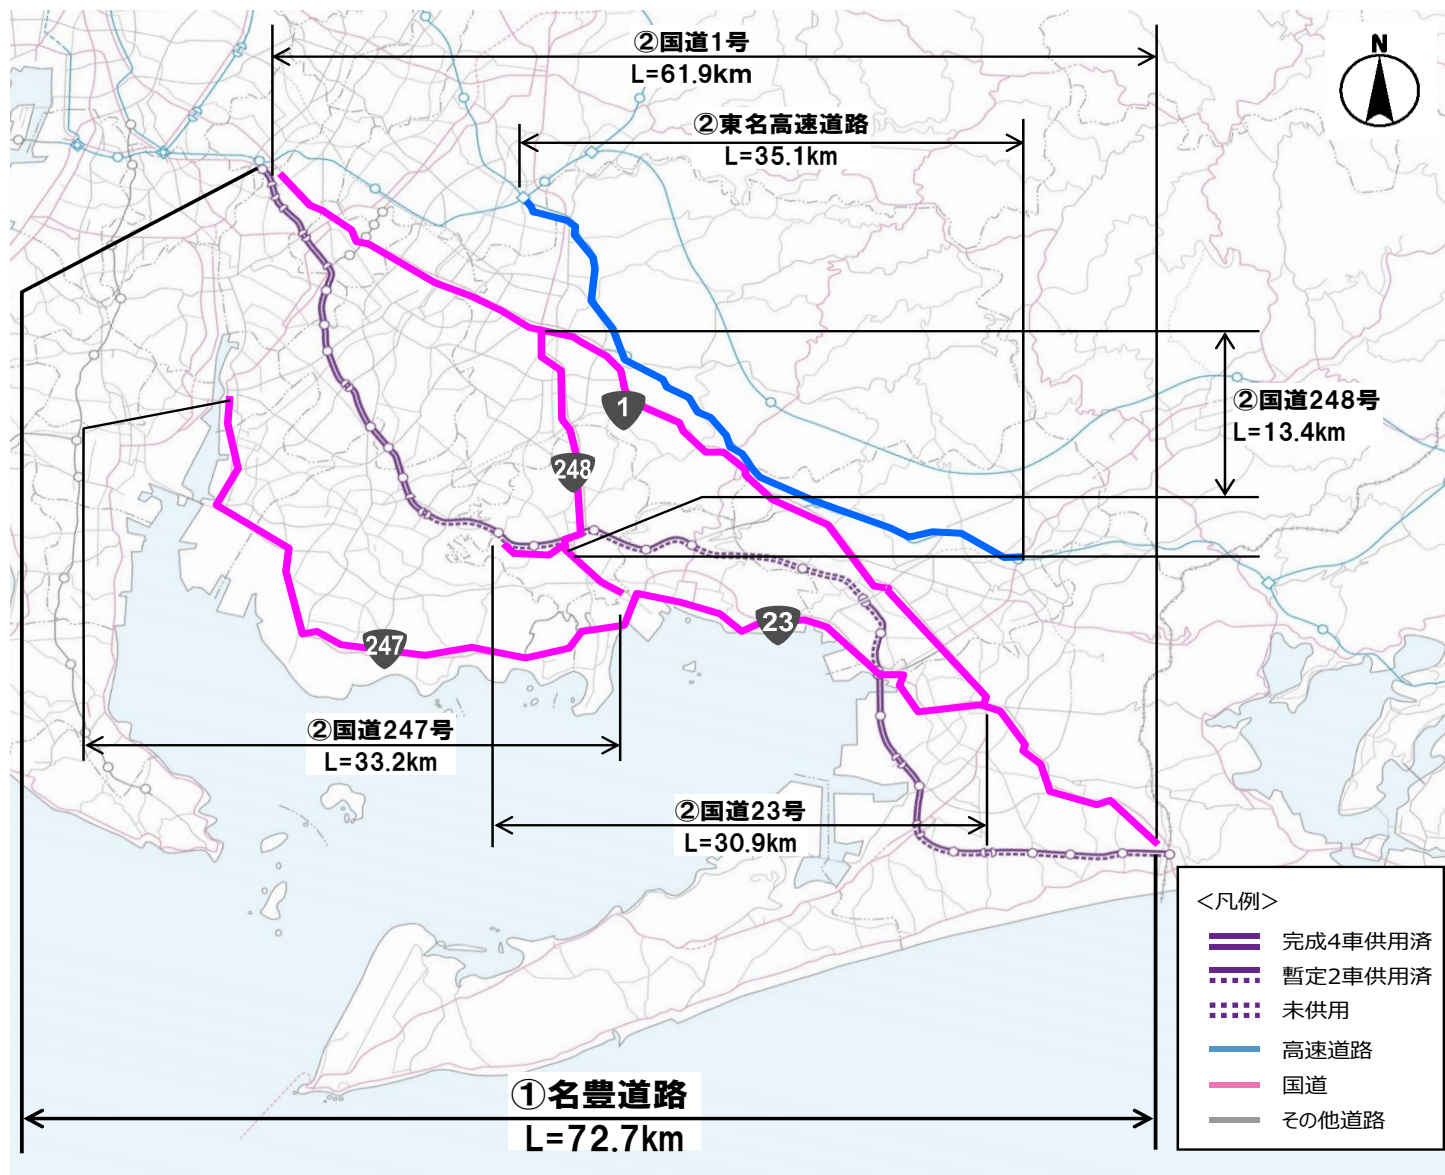 ②国道1号
L=61.9km
N
②東名高速道路
L=35.1km
②国道248号
L=13.4km
1
248
23
247
②国道247号
L=33.2km
②国道23号
L=30.9km
<凡例>
完成4車供用済
暫定2車供用済
未供用
高速道路
国道
その他道路
①名豊道路
L=72.7km